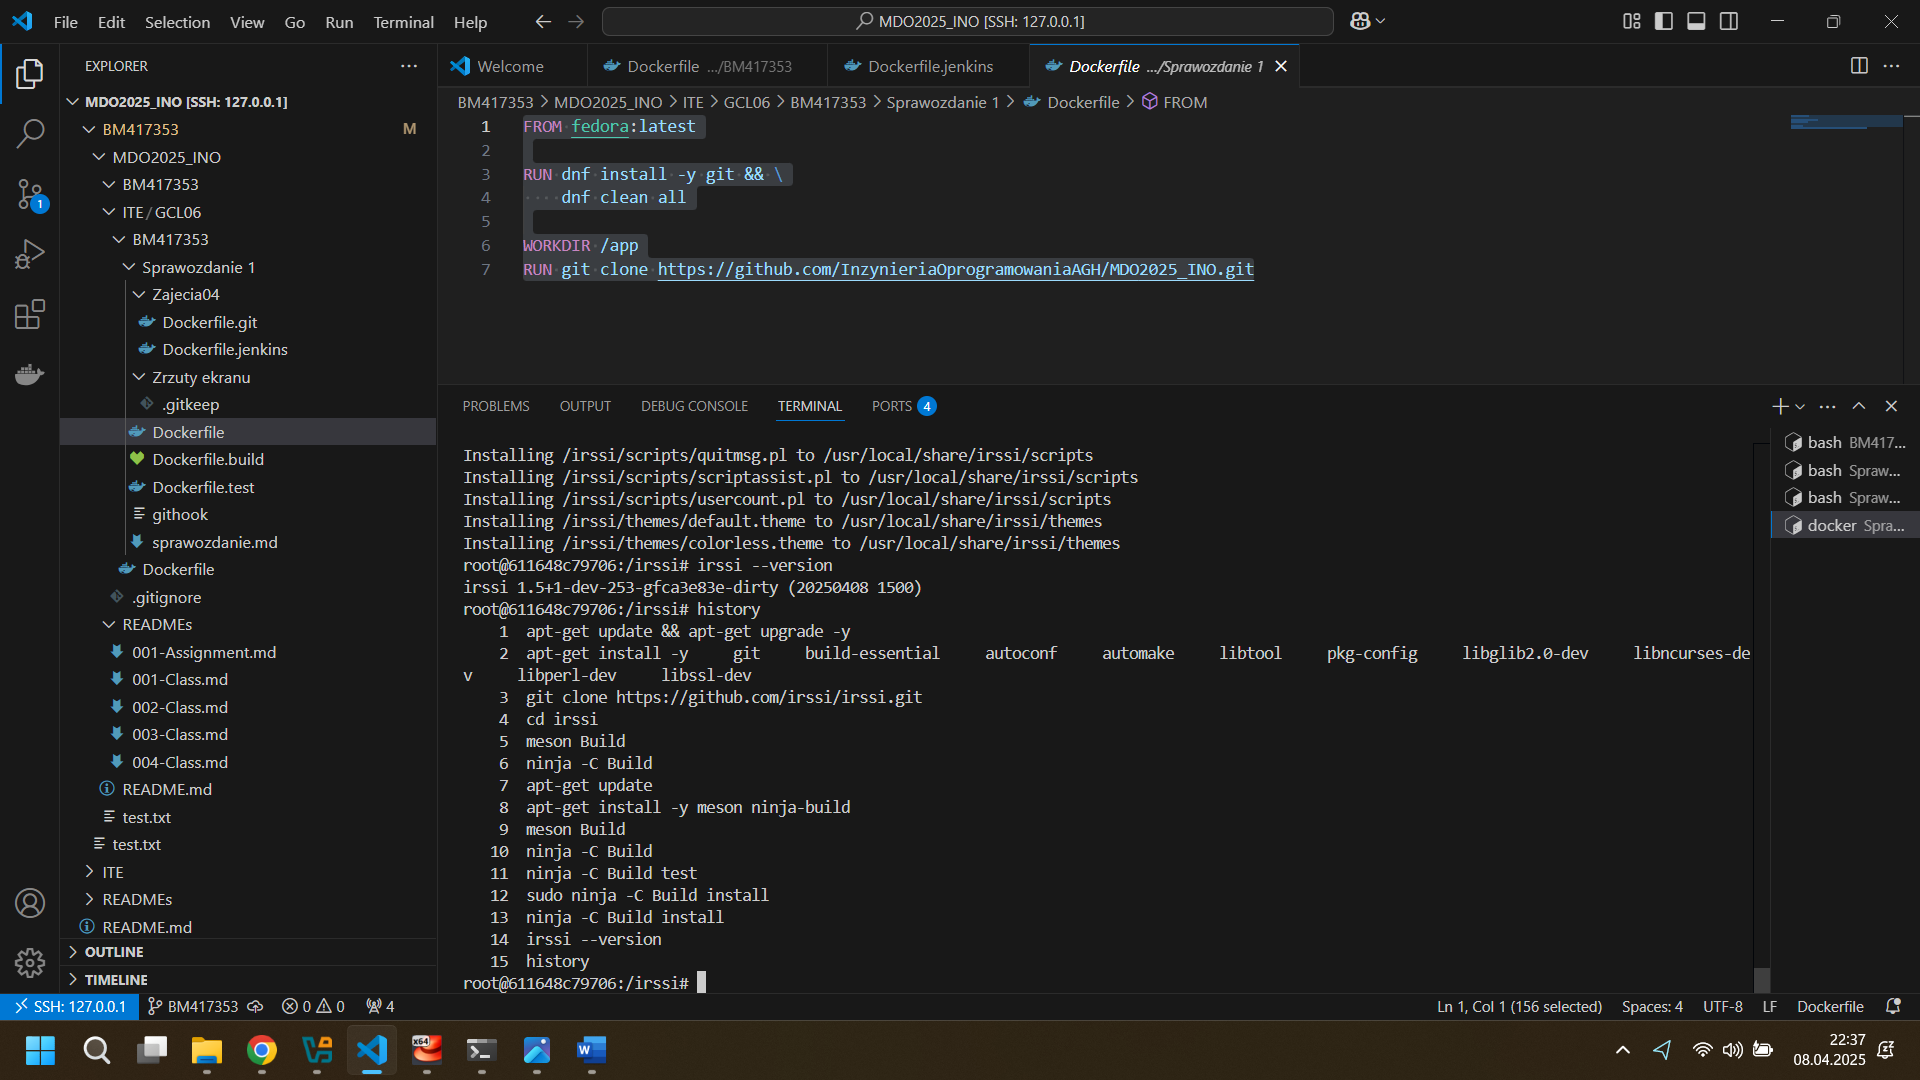 File Edit Selection View Go Run Terminal Help
MDO2025_INO [SSH: 127.0.0.1]
EXPLORER
MDO2025_INO [SSH: 127.0.0.1]
BM417353 M
MDO2025_INO
BM417353
ITE / GCL06
BM417353
Sprawozdanie 1
Zajecia04
Dockerfile.git
Dockerfile.jenkins
Zrzuty ekranu
.gitkeep
Dockerfile
Dockerfile.build
Dockerfile.test
githook
sprawozdanie.md
Dockerfile
.gitignore
READMEs
001-Assignment.md
001-Class.md
002-Class.md
003-Class.md
004-Class.md
README.md
test.txt
test.txt
ITE
READMEs
README.md
OUTLINE
TIMELINE
1
Welcome
Dockerfile .../BM417353
Dockerfile.jenkins
Dockerfile .../Sprawozdanie 1
BM417353 > MDO2025_INO > ITE > GCL06 > BM417353 > Sprawozdanie 1 > Dockerfile > FROM
1 FROM fedora:latest
2
3 RUN dnf install -y git && \
4 dnf clean all
5
6 WORKDIR /app
7 RUN git clone https://github.com/InzynieriaOprogramowaniaAGH/MDO2025_INO.git
PROBLEMS OUTPUT DEBUG CONSOLE TERMINAL PORTS 4
Installing /irssi/scripts/quitmsg.pl to /usr/local/share/irssi/scripts
Installing /irssi/scripts/scriptassist.pl to /usr/local/share/irssi/scripts
Installing /irssi/scripts/usercount.pl to /usr/local/share/irssi/scripts
Installing /irssi/themes/default.theme to /usr/local/share/irssi/themes
Installing /irssi/themes/colorless.theme to /usr/local/share/irssi/themes
root@611648c79706:/irssi# irssi --version
irssi 1.5+1-dev-253-gfca3e83e-dirty (20250408 1500)
root@611648c79706:/irssi# history
1 apt-get update && apt-get upgrade -y
2 apt-get install -y git build-essential autoconf automake libtool pkg-config libglib2.0-dev libncurses-de
v libperl-dev libssl-dev
3 git clone https://github.com/irssi/irssi.git
4 cd irssi
5 meson Build
6 ninja -C Build
7 apt-get update
8 apt-get install -y meson ninja-build
9 meson Build
10 ninja -C Build
11 ninja -C Build test
12 sudo ninja -C Build install
13 ninja -C Build install
14 irssi --version
15 history
root@611648c79706:/irssi#
bash BM417...
bash Spraw...
bash Spraw...
docker Spra...
SSH: 127.0.0.1 BM417353 0 0 4
Ln 1, Col 1 (156 selected) Spaces: 4 UTF-8 LF Dockerfile
x64
W
22:37
08.04.2025